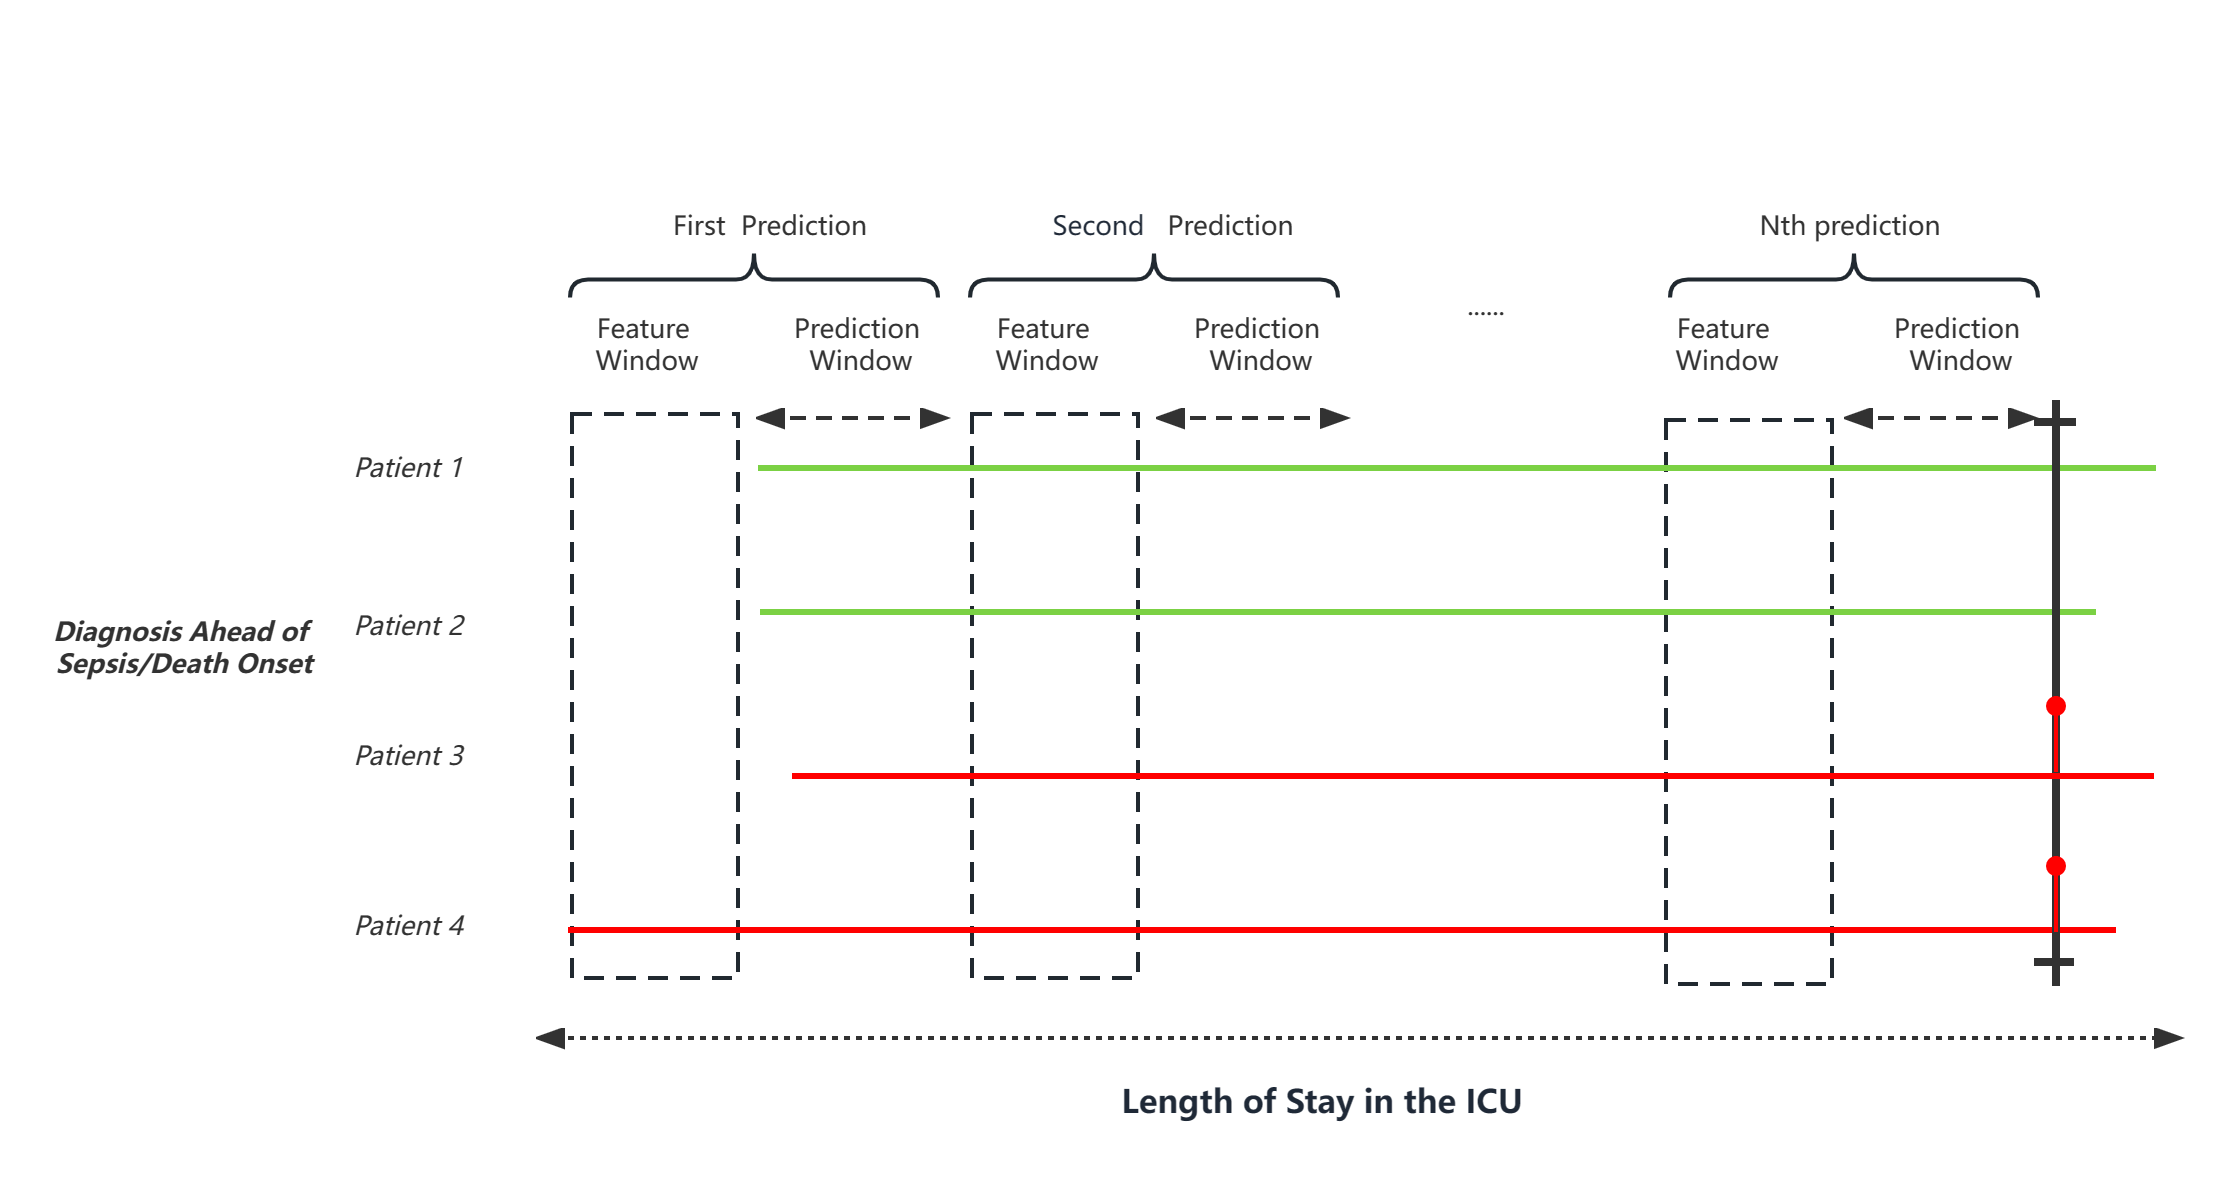 First Prediction
Second Prediction
Nth prediction
......
Feature
Window
Prediction
Window
Feature
Window
Prediction
Window
Feature
Window
Prediction
Window
Patient 1
Patient 2
Diagnosis Ahead of
Sepsis/Death Onset
Patient 3
Patient 4
Length of Stay in the ICU